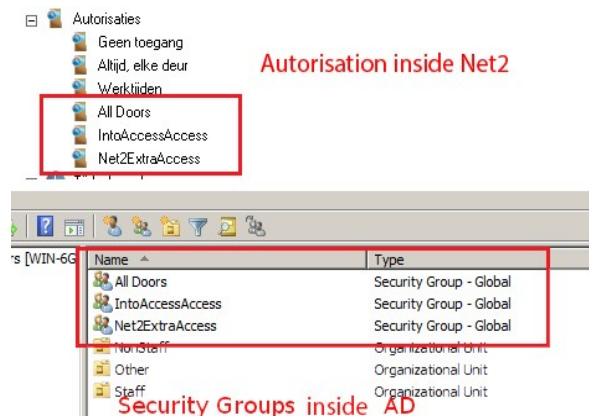 Autorisaties
Geen toegang
Altijd, elke deur
Autorisation inside Net2
Werktijden
All Doors
IntoAccessAccess
Net2ExtraAccess
rs [WIN-6G
Name Type
All Doors Security Group - Global
IntoAccessAccess Security Group - Global
Net2ExtraAccess Security Group - Global
NonStaff Organizational Unit
Other Organizational Unit
Staff Organizational Unit
Security Groups inside AD